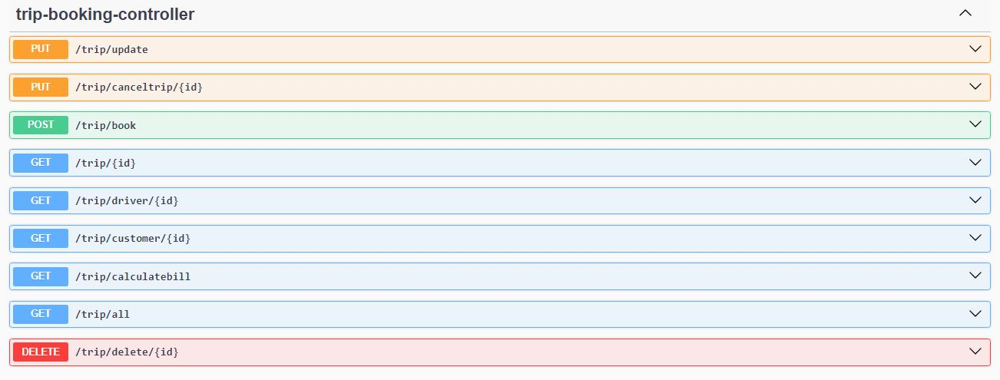 trip-booking-controller
PUT /trip/update
PUT /trip/canceltrip/{id}
POST /trip/book
GET /trip/{id}
GET /trip/driver/{id}
GET /trip/customer/{id}
GET /trip/calculatebill
GET /trip/all
DELETE /trip/delete/{id}